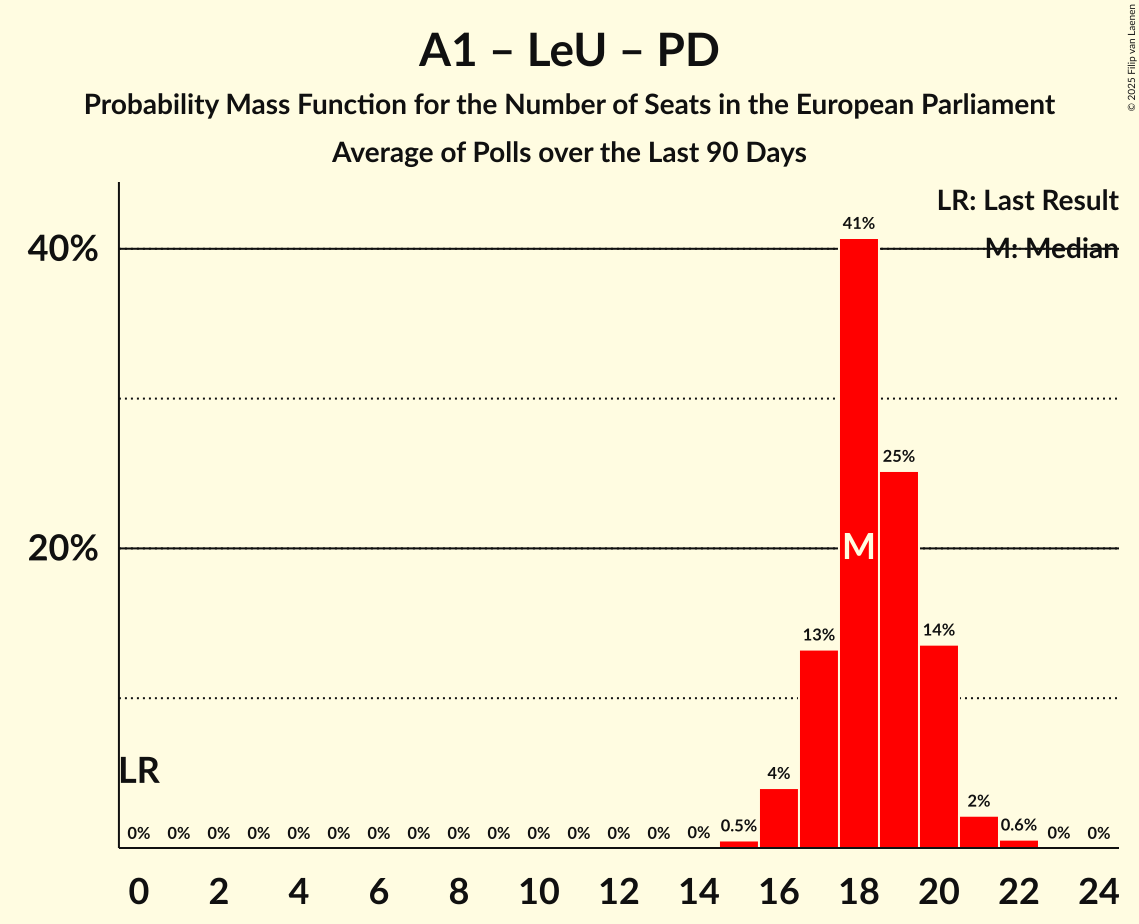 A1 – LeU – PD
Probability Mass Function for the Number of Seats in the European Parliament
Average of Polls over the Last 90 Days
© 2025 Filip van Laenen
LR: Last Result
M: Median
40%
20%
41%
25%
M
13%
14%
LR
4%
2%
0% 0% 0% 0% 0% 0% 0% 0% 0% 0% 0% 0% 0% 0% 0% 0.5% 0.6% 0% 0%
0 2 4 6 8 10 12 14 16 18 20 22 24